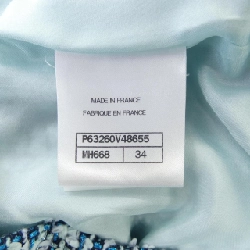 MADE IN FRANCE
FABRIQUE EN FRANCE
P63250V48655
MH668 34